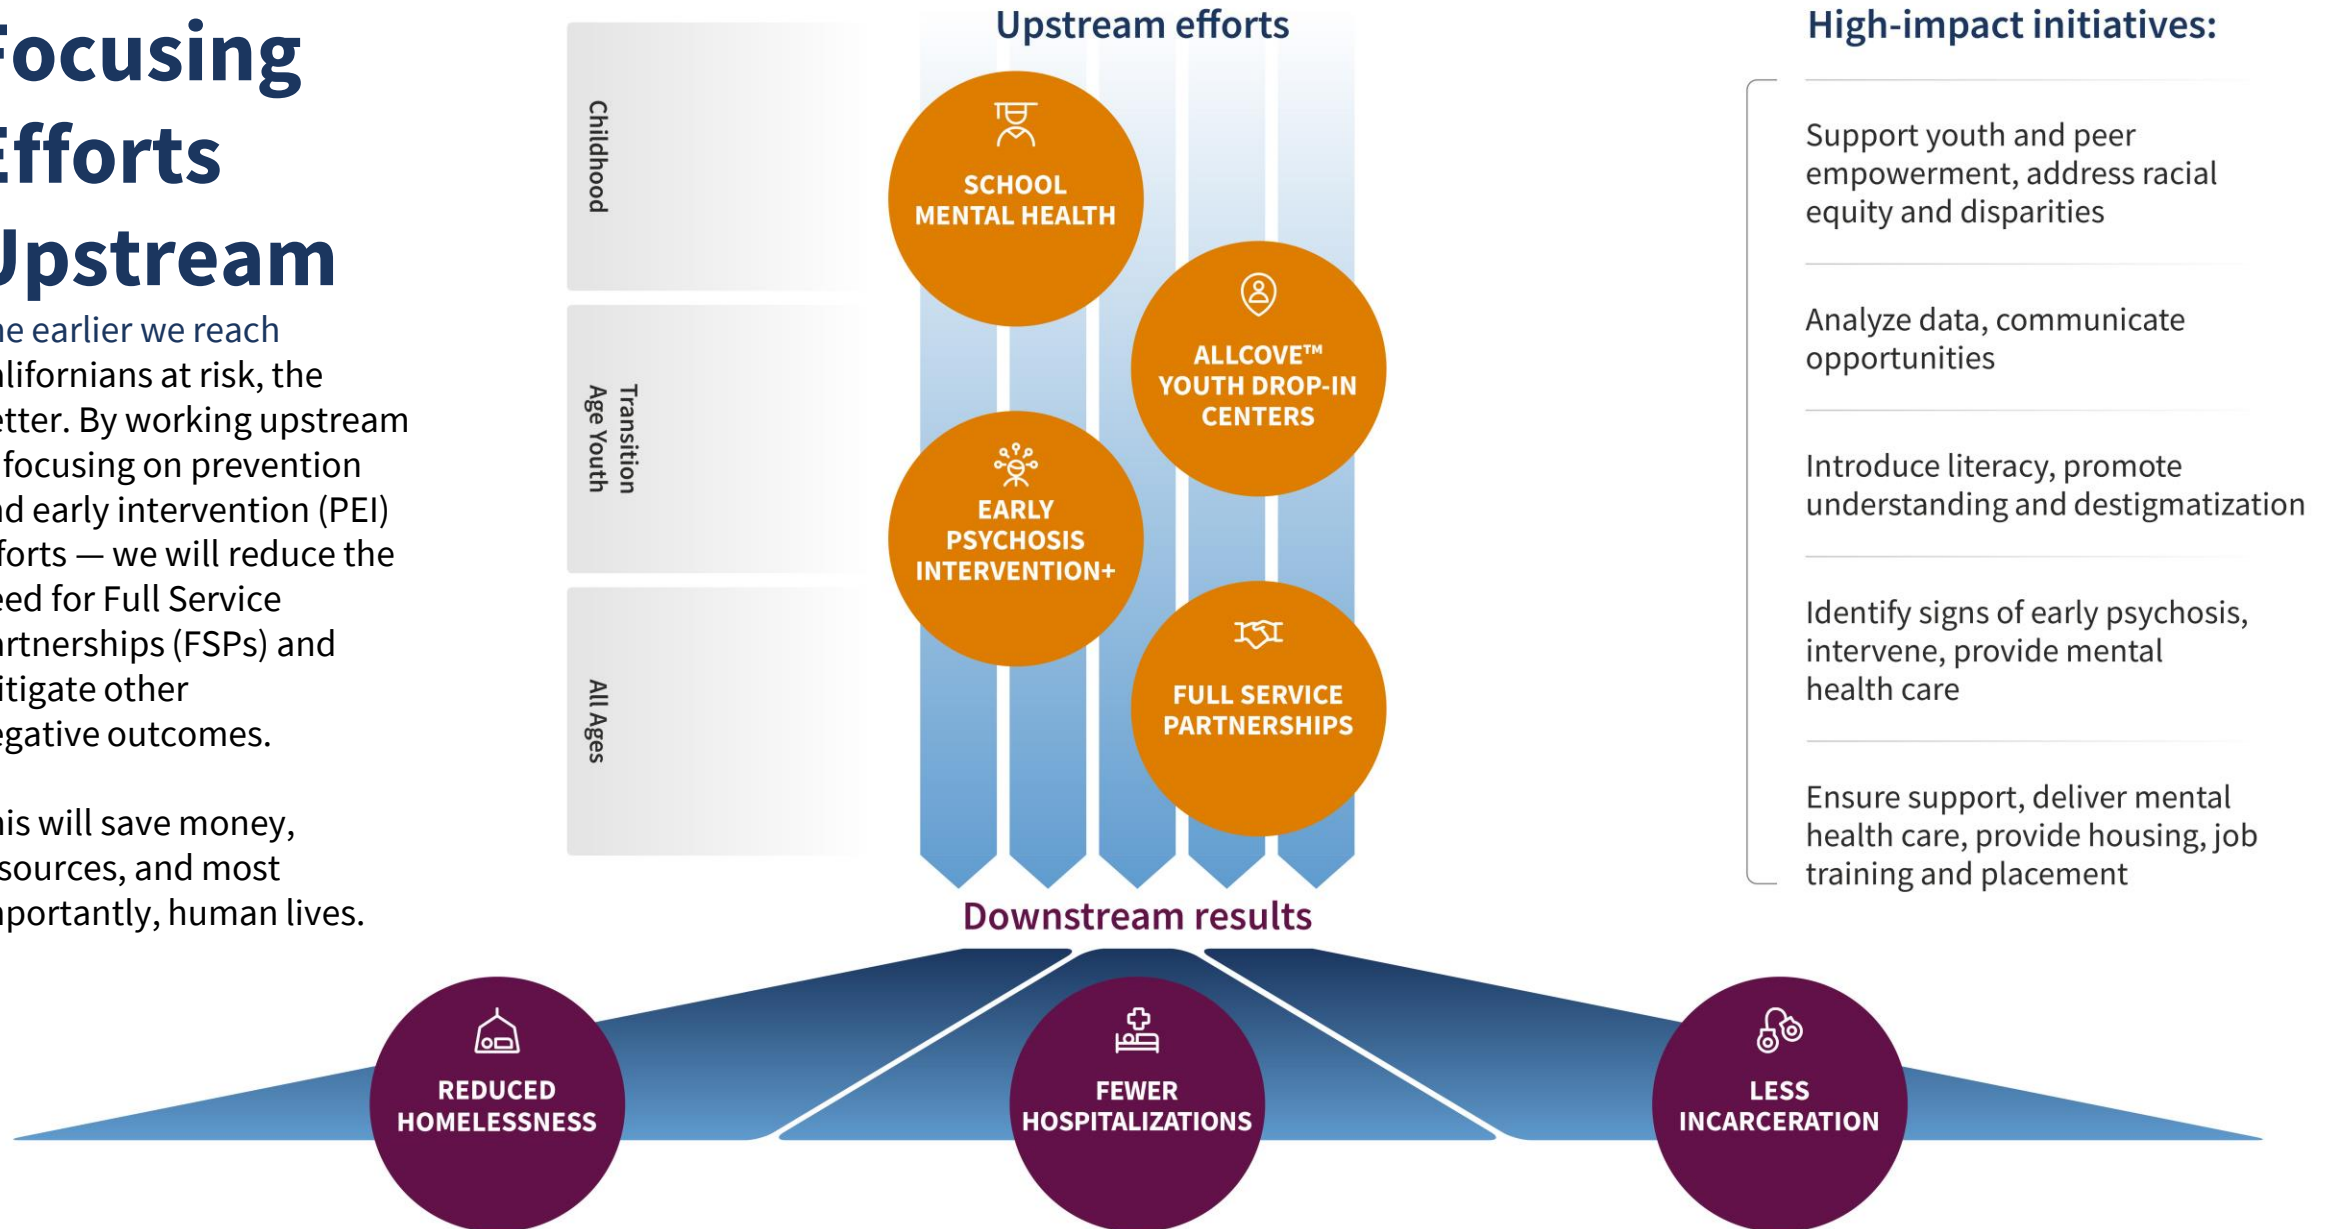 Focusing
Efforts
Upstream
he earlier we reach
alifornians at risk, the
etter. By working upstream
focusing on prevention
nd early intervention (PEI)
forts — we will reduce the
eed for Full Service
artnerships (FSPs) and
itigate other
egative outcomes.
his will save money,
sources, and most
mportantly, human lives.
Childhood
Transition
Age Youth
All Ages
Upstream efforts
SCHOOL
MENTAL HEALTH
ALLCOVE™
YOUTH DROP-IN
CENTERS
EARLY
PSYCHOSIS
INTERVENTION+
FULL SERVICE
PARTNERSHIPS
High-impact initiatives:
Support youth and peer
empowerment, address racial
equity and disparities
Analyze data, communicate
opportunities
Introduce literacy, promote
understanding and destigmatization
Identify signs of early psychosis,
intervene, provide mental
health care
Ensure support, deliver mental
health care, provide housing, job
training and placement
Downstream results
REDUCED
HOMELESSNESS
FEWER
HOSPITALIZATIONS
LESS
INCARCERATION